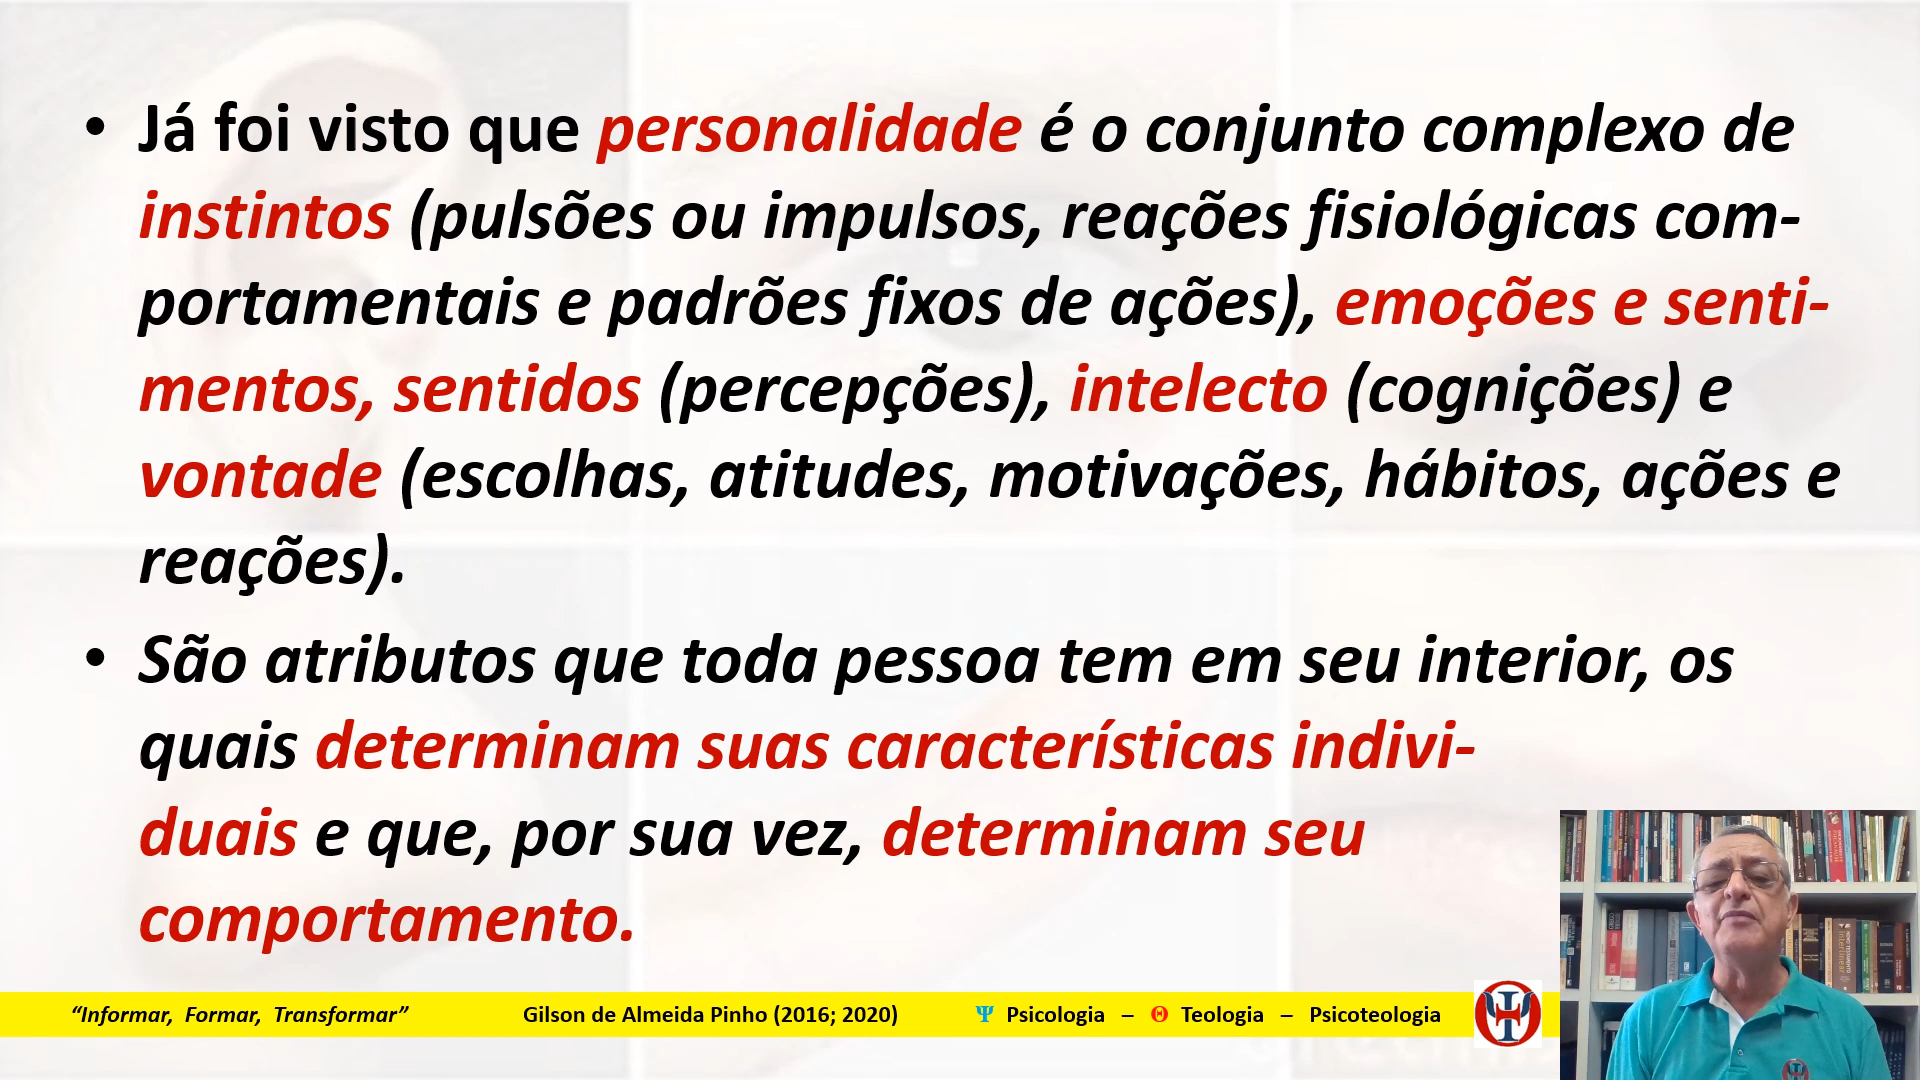 • Já foi visto que personalidade é o conjunto complexo de
instintos (pulsões ou impulsos, reações fisiológicas com-
portamentais e padrões fixos de ações), emoções e senti-
mentos, sentidos (percepções), intelecto (cognições) e
vontade (escolhas, atitudes, motivações, hábitos, ações e
reações).
• São atributos que toda pessoa tem em seu interior, os
quais determinam suas características indivi-
duais e que, por sua vez, determinam seu
comportamento.
“Informar, Formar, Transformar” Gilson de Almeida Pinho (2016; 2020) Ψ Psicologia – Θ Teologia – Psicoteologia